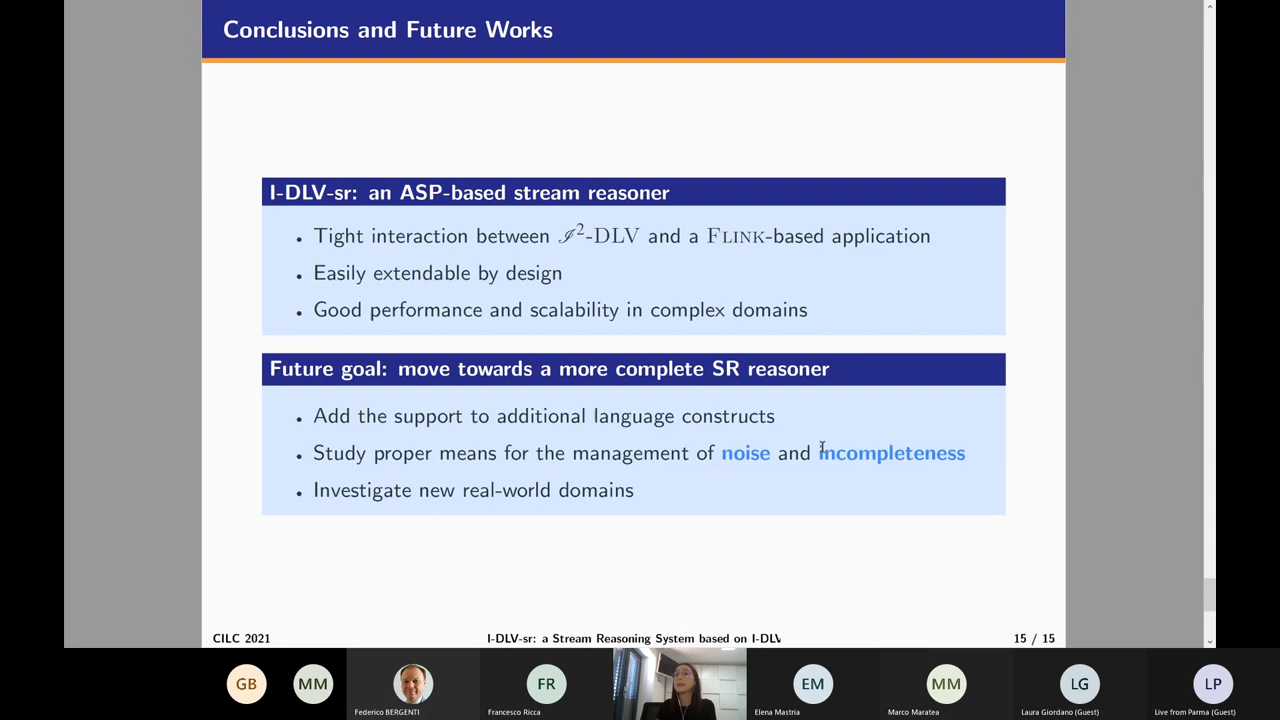 Conclusions and Future Works
I-DLV-sr: an ASP-based stream reasoner
• Tight interaction between ℐ²-DLV and a FLINK-based application
• Easily extendable by design
• Good performance and scalability in complex domains
Future goal: move towards a more complete SR reasoner
• Add the support to additional language constructs
• Study proper means for the management of noise and incompleteness
• Investigate new real-world domains
CILC 2021 I-DLV-sr: a Stream Reasoning System based on I-DLV 15 / 15
GB MM FR EM MM LG LP
Federico BERGENTI Francesco Ricca Elena Mastria Marco Maratea Laura Giordano (Guest) Live from Parma (Guest)